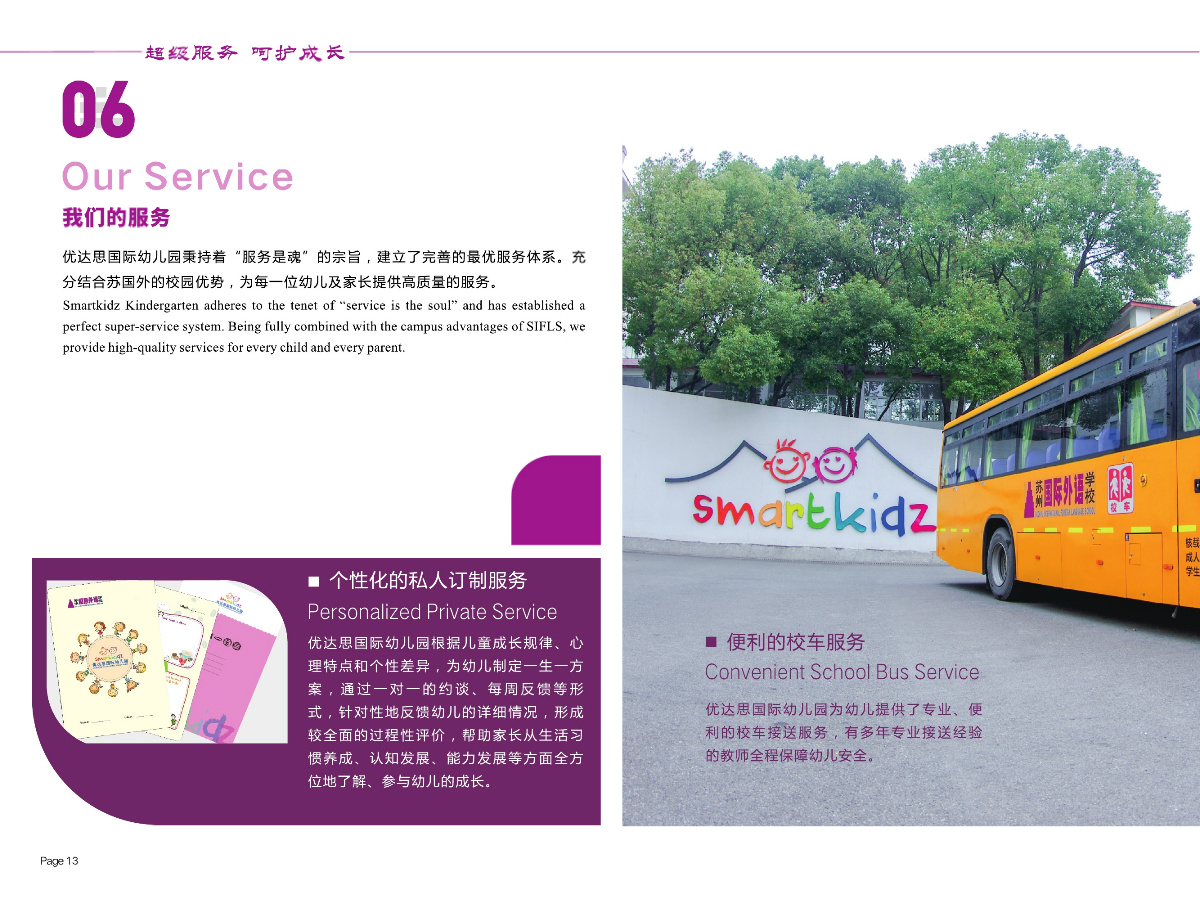 超级服务 呵护成长
06
Our Service
我们的服务
优达思国际幼儿园秉持着“服务是魂”的宗旨，建立了完善的最优服务体系。充
分结合苏国外的校园优势，为每一位幼儿及家长提供高质量的服务。
Smartkidz Kindergarten adheres to the tenet of “service is the soul” and has established a
perfect super-service system. Being fully combined with the campus advantages of SIFLS, we
provide high-quality services for every child and every parent.
■ 个性化的私人订制服务
Personalized Private Service
优达思国际幼儿园根据儿童成长规律、心
理特点和个性差异，为幼儿制定一生一方
案，通过一对一的约谈、每周反馈等形
式，针对性地反馈幼儿的详细情况，形成
较全面的过程性评价，帮助家长从生活习
惯养成、认知发展、能力发展等方面全方
位地了解、参与幼儿的成长。
smartkidz
苏州国际外语学校
校车
核载
成人
学生
■ 便利的校车服务
Convenient School Bus Service
优达思国际幼儿园为幼儿提供了专业、便
利的校车接送服务，有多年专业接送经验
的教师全程保障幼儿安全。
Page 13